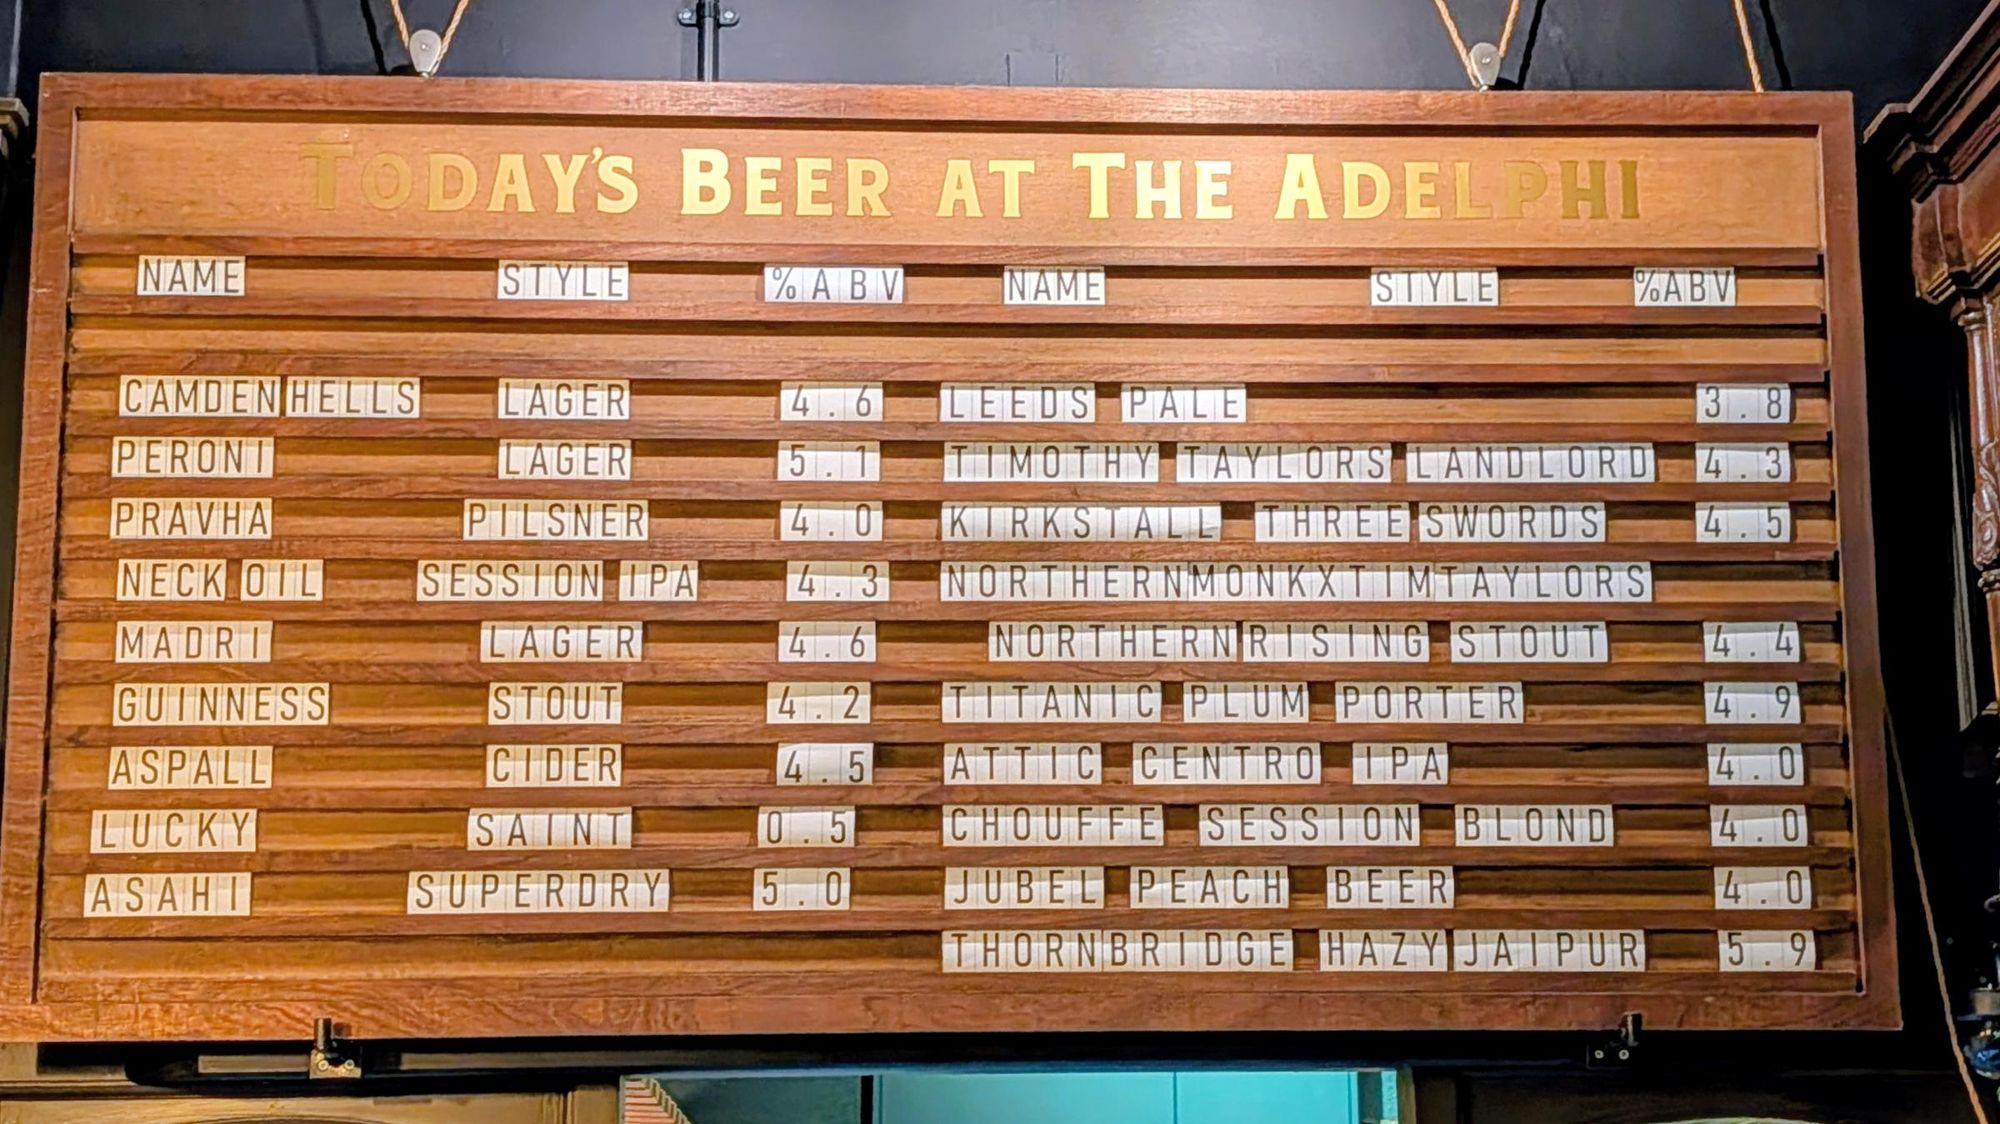 TODAY'S BEER AT THE ADELPHI
NAME STYLE %ABV NAME STYLE %ABV
CAMDEN HELLS LAGER 4.6 LEEDS PALE 3.8
PERONI LAGER 5.1 TIMOTHY TAYLORS LANDLORD 4.3
PRAVHA PILSNER 4.0 KIRKSTALL THREE SWORDS 4.5
NECK OIL SESSION IPA 4.3 NORTHERNMONKXTIMTAYLORS
MADRI LAGER 4.6 NORTHERN RISING STOUT 4.4
GUINNESS STOUT 4.2 TITANIC PLUM PORTER 4.9
ASPALL CIDER 4.5 ATTIC CENTRO IPA 4.0
LUCKY SAINT 0.5 CHOUFFE SESSION BLOND 4.0
ASAHI SUPERDRY 5.0 JUBEL PEACH BEER 4.0
THORNBRIDGE HAZY JAIPUR 5.9